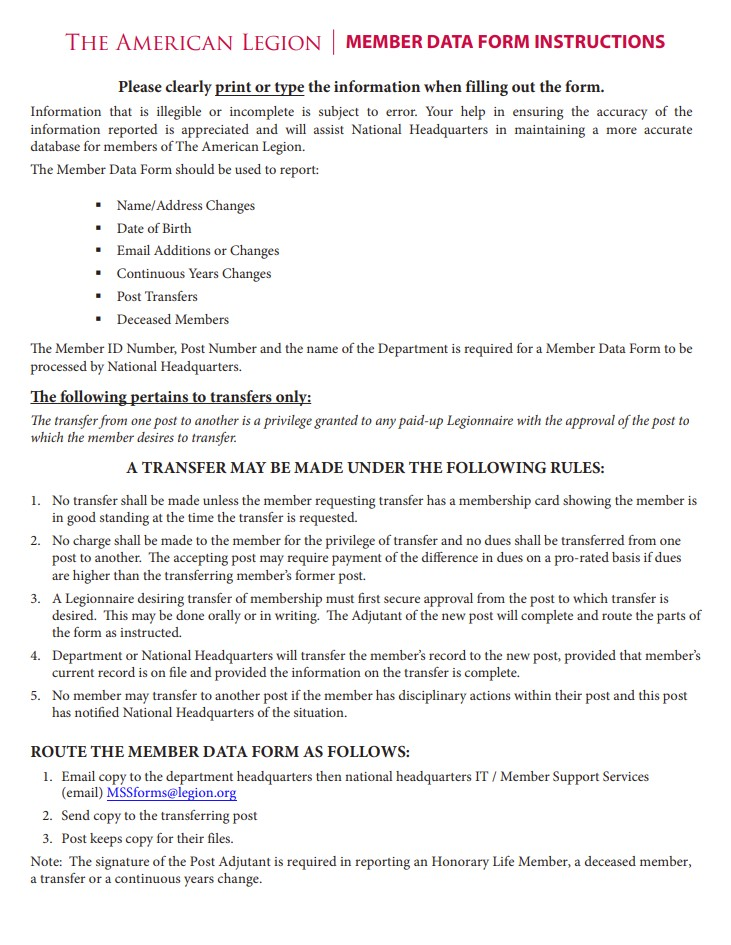 THE AMERICAN LEGION | MEMBER DATA FORM INSTRUCTIONS
Please clearly print or type the information when filling out the form.
Information that is illegible or incomplete is subject to error. Your help in ensuring the accuracy of the
information reported is appreciated and will assist National Headquarters in maintaining a more accurate
database for members of The American Legion.
The Member Data Form should be used to report:
▪ Name/Address Changes
▪ Date of Birth
▪ Email Additions or Changes
▪ Continuous Years Changes
▪ Post Transfers
▪ Deceased Members
The Member ID Number, Post Number and the name of the Department is required for a Member Data Form to be
processed by National Headquarters.
The following pertains to transfers only:
The transfer from one post to another is a privilege granted to any paid-up Legionnaire with the approval of the post to
which the member desires to transfer.
A TRANSFER MAY BE MADE UNDER THE FOLLOWING RULES:
1. No transfer shall be made unless the member requesting transfer has a membership card showing the member is
in good standing at the time the transfer is requested.
2. No charge shall be made to the member for the privilege of transfer and no dues shall be transferred from one
post to another. The accepting post may require payment of the difference in dues on a pro-rated basis if dues
are higher than the transferring member's former post.
3. A Legionnaire desiring transfer of membership must first secure approval from the post to which transfer is
desired. This may be done orally or in writing. The Adjutant of the new post will complete and route the parts of
the form as instructed.
4. Department or National Headquarters will transfer the member's record to the new post, provided that member's
current record is on file and provided the information on the transfer is complete.
5. No member may transfer to another post if the member has disciplinary actions within their post and this post
has notified National Headquarters of the situation.
ROUTE THE MEMBER DATA FORM AS FOLLOWS:
1. Email copy to the department headquarters then national headquarters IT / Member Support Services
(email) MSSforms@legion.org
2. Send copy to the transferring post
3. Post keeps copy for their files.
Note: The signature of the Post Adjutant is required in reporting an Honorary Life Member, a deceased member,
a transfer or a continuous years change.